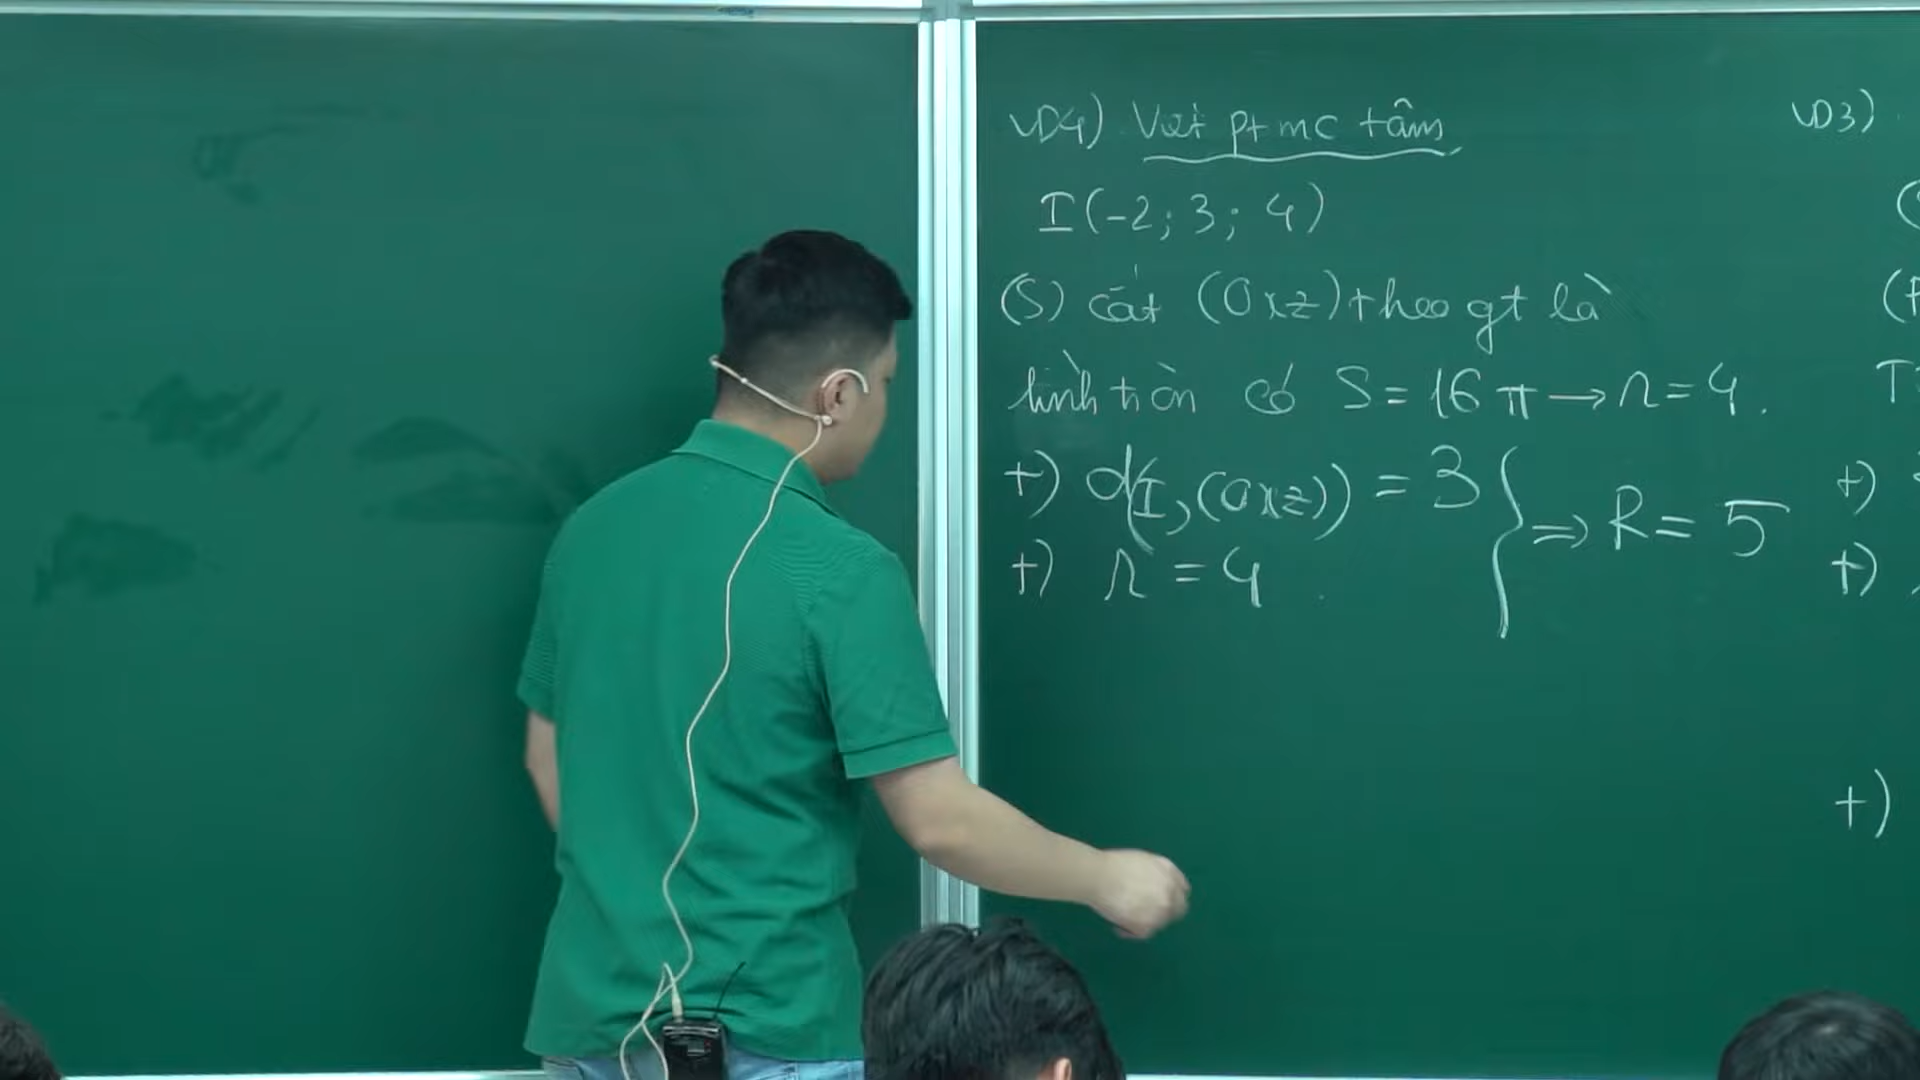 VD4) Viết pt mc tâm
I(-2; 3; 4)
(S) cắt (Oxz) theo gt là
hình tròn có S = 16π → r = 4.
+) d(I,(Oxz)) = 3
+) r = 4.
} ⇒ R = 5
VD3)
+)
+)
+)